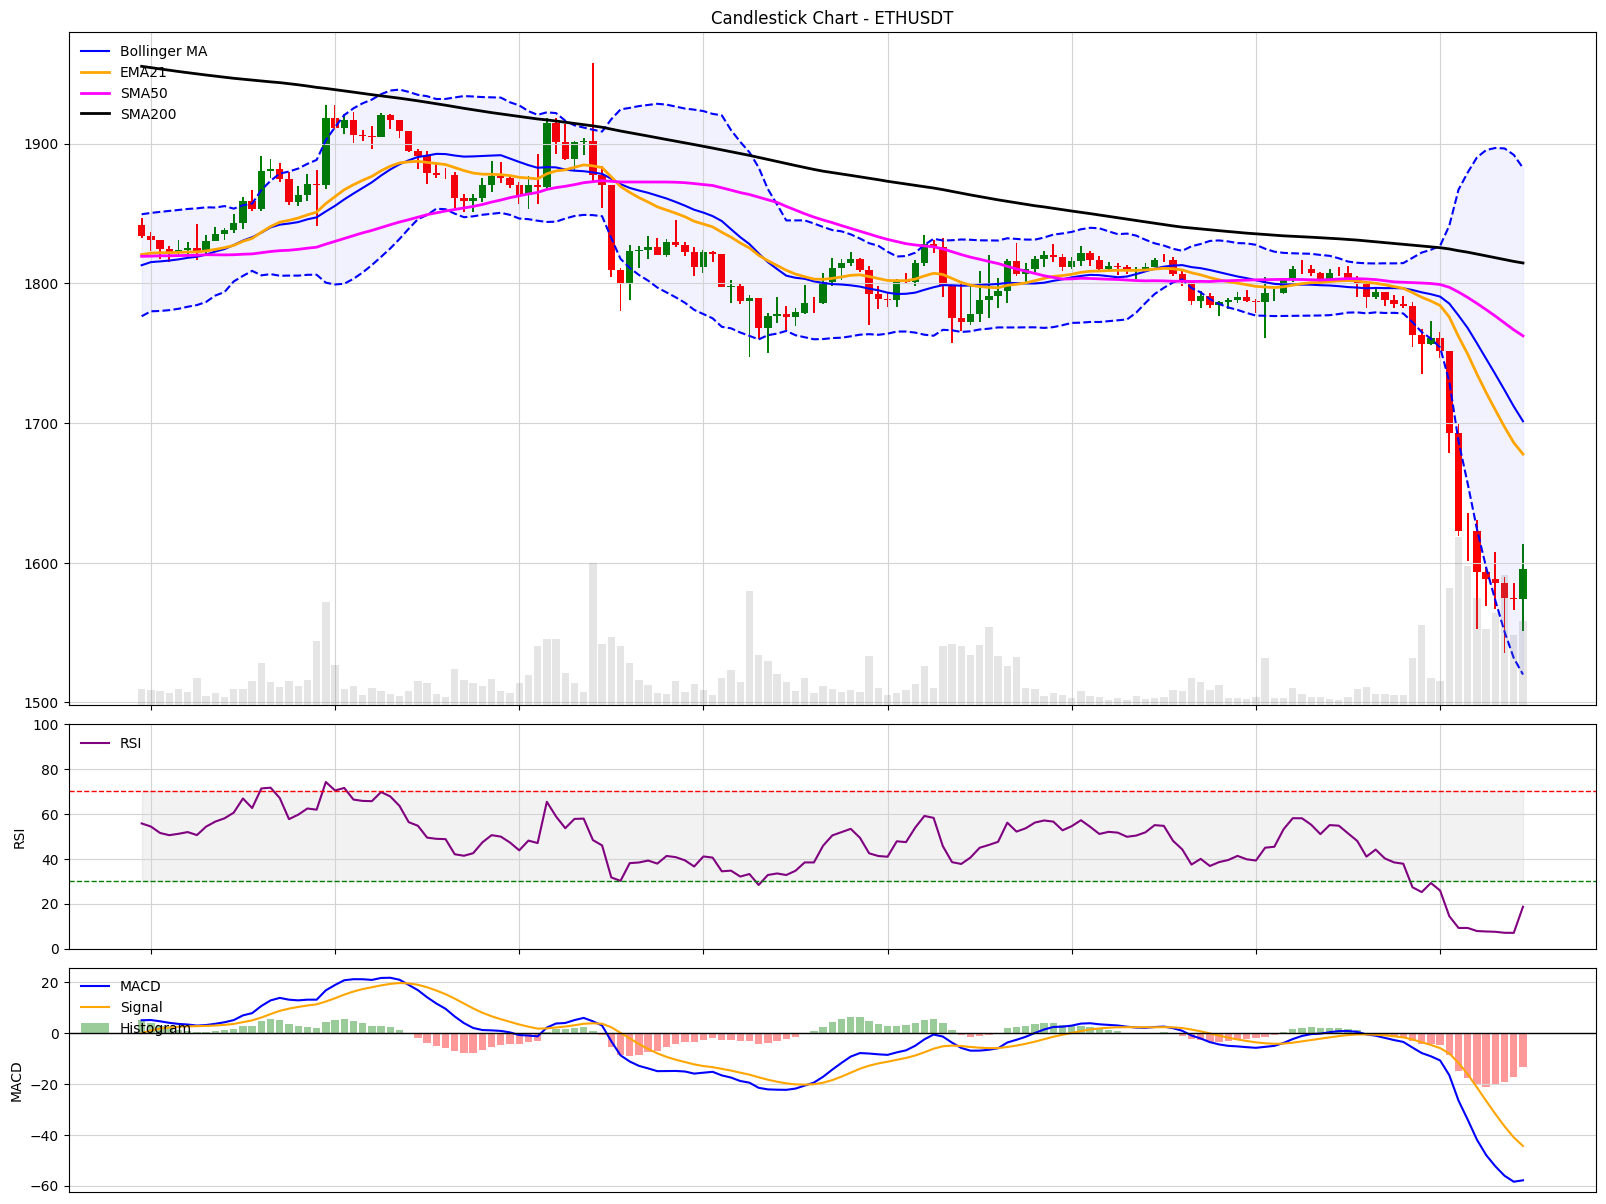 Candlestick Chart - ETHUSDT
Bollinger MA
EMA21
SMA50
SMA200
1900
1800
1700
1600
1500
100
RSI
80
60
RSI
40
20
0
20
MACD
Signal
Histogram
0
−20
MACD
−40
−60